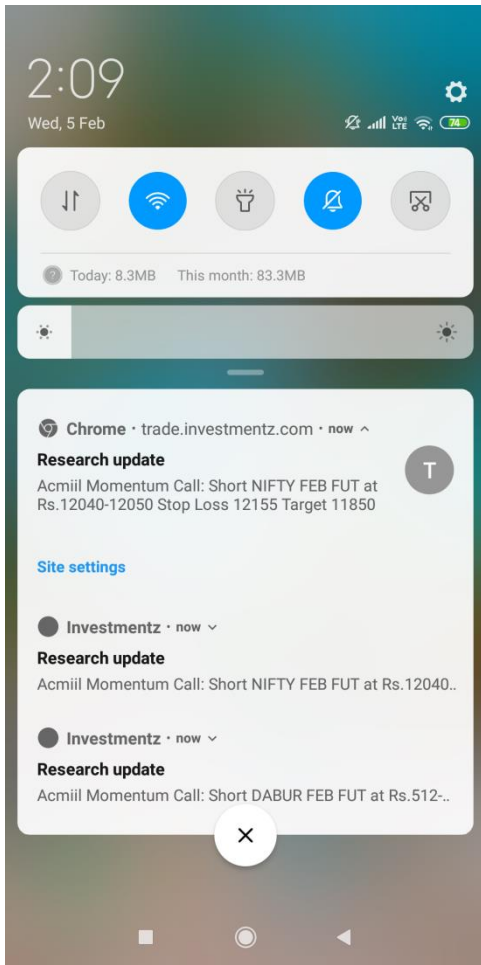 2:09
Wed, 5 Feb
Vo)) LTE
74
Today: 8.3MB This month: 83.3MB
Chrome · trade.investmentz.com · now
Research update
Acmiil Momentum Call: Short NIFTY FEB FUT at
Rs.12040-12050 Stop Loss 12155 Target 11850
T
Site settings
Investmentz · now
Research update
Acmiil Momentum Call: Short NIFTY FEB FUT at Rs.12040..
Investmentz · now
Research update
Acmiil Momentum Call: Short DABUR FEB FUT at Rs.512-..